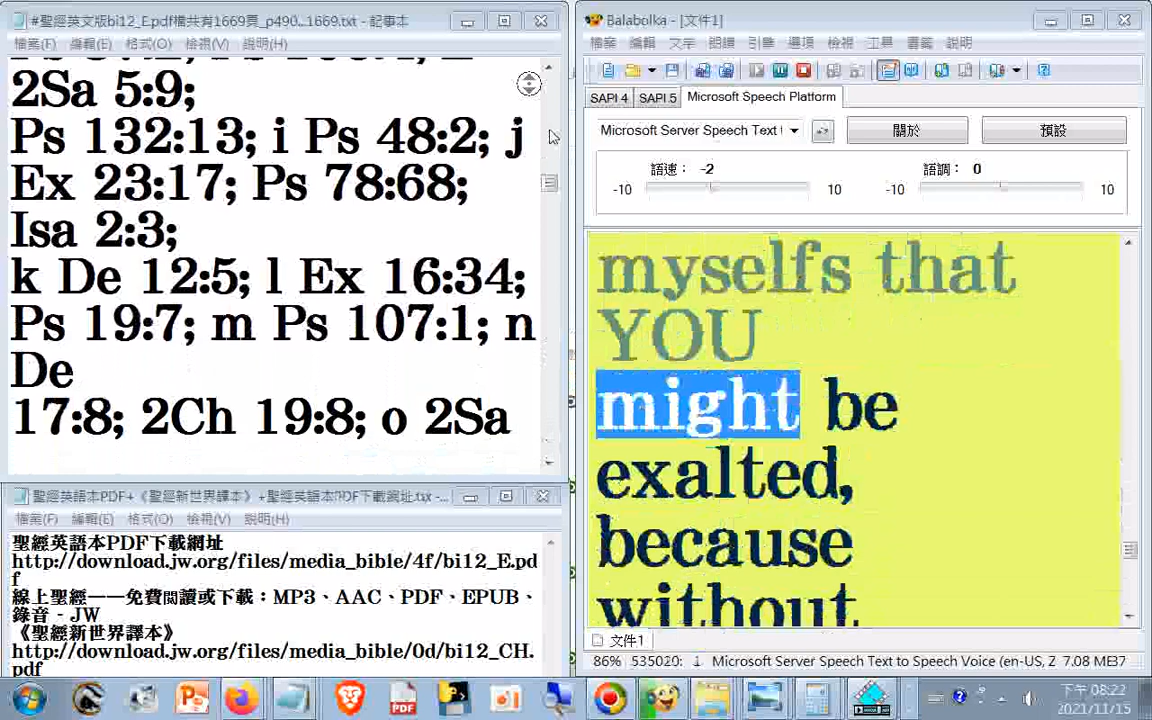 #聖經英文版bi12_E.pdf檔共有1669頁_p490...1669.txt - 記事本
檔案(F) 編輯(E) 格式(O) 檢視(V) 說明(H)
2Sa 5:9;
Ps 132:13; i Ps 48:2; j
Ex 23:17; Ps 78:68;
Isa 2:3;
k De 12:5; l Ex 16:34;
Ps 19:7; m Ps 107:1; n
De
17:8; 2Ch 19:8; o 2Sa
聖經英語本PDF+《聖經新世界譯本》+聖經英語本PDF下載網址.txt - ...
檔案(F) 編輯(E) 格式(O) 檢視(V) 說明(H)
聖經英語本PDF下載網址
http://download.jw.org/files/media_bible/4f/bi12_E.pd
f
線上聖經——免費閱讀或下載：MP3、AAC、PDF、EPUB、
錄音 - JW
《聖經新世界譯本》
http://download.jw.org/files/media_bible/0d/bi12_CH.
pdf
Balabolka - [文件1]
檔案 編輯 文字 朗讀 引擎 選項 檢視 工具 書籤 說明
SAPI 4 SAPI 5 Microsoft Speech Platform
Microsoft Server Speech Text 關於 預設
語速： -2 語調： 0
-10 10 -10 10
myselfs that
YOU
might be
exalted,
because
without
文件1
86% 535020: 1 Microsoft Server Speech Text to Speech Voice (en-US, Z 7.08 MB
下午 08:22
2021/11/15